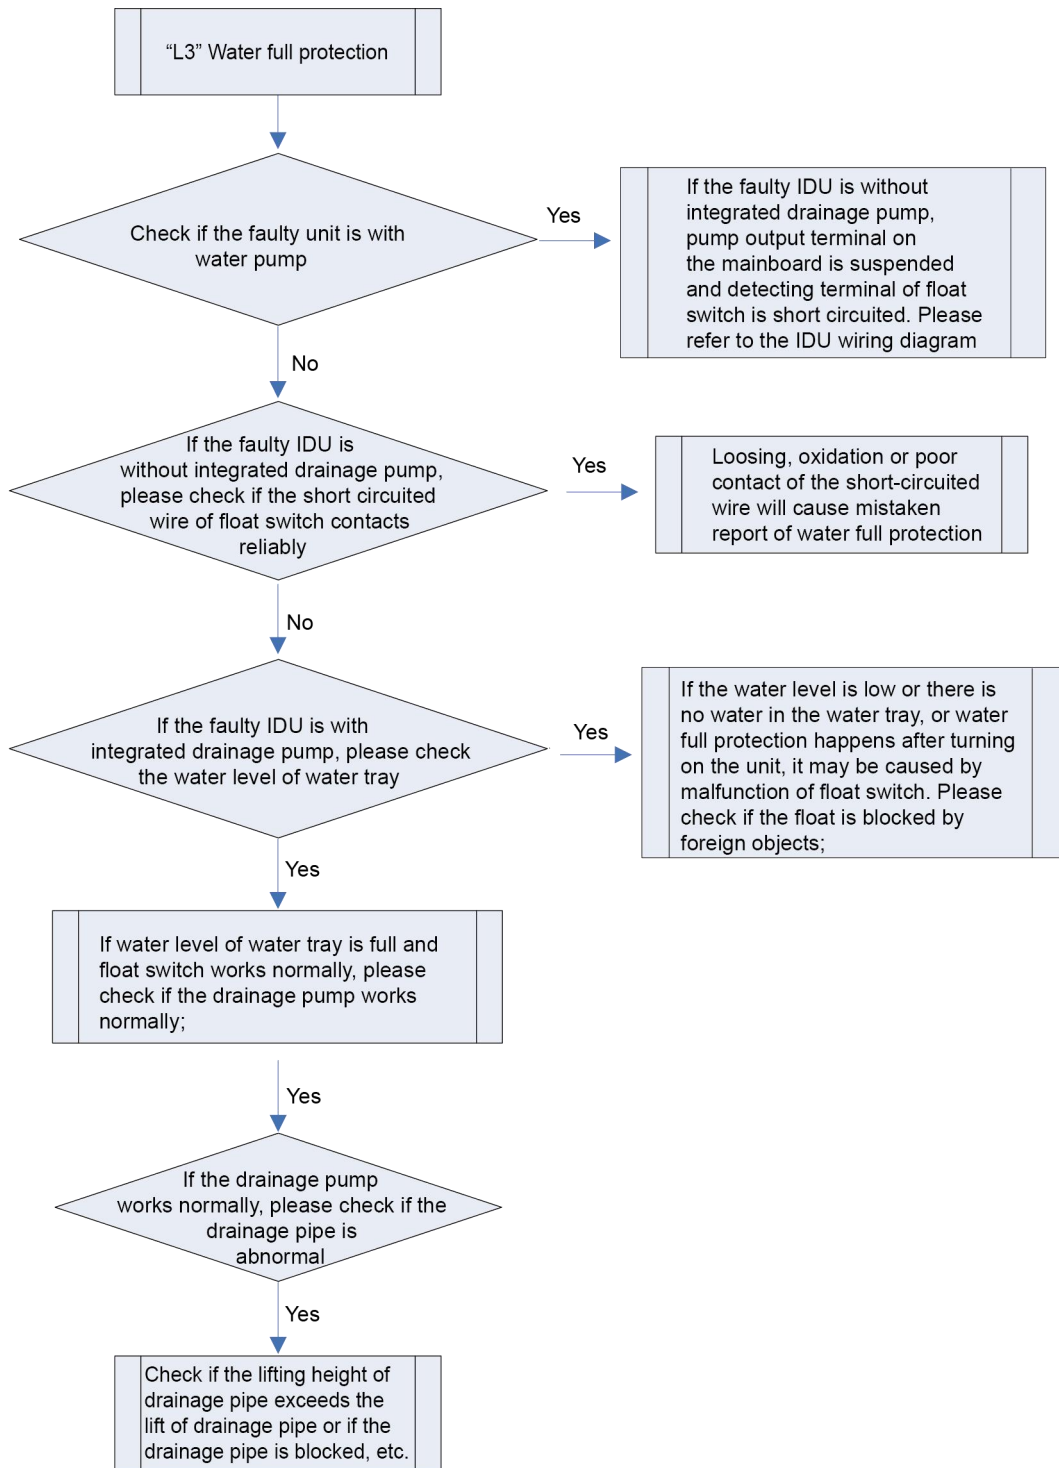 “L3” Water full protection
Check if the faulty unit is with
water pump
Yes
If the faulty IDU is without
integrated drainage pump,
pump output terminal on
the mainboard is suspended
and detecting terminal of float
switch is short circuited. Please
refer to the IDU wiring diagram
No
If the faulty IDU is
without integrated drainage pump,
please check if the short circuited
wire of float switch contacts
reliably
Yes
Loosing, oxidation or poor
contact of the short-circuited
wire will cause mistaken
report of water full protection
No
If the faulty IDU is with
integrated drainage pump, please check
the water level of water tray
Yes
If the water level is low or there is
no water in the water tray, or water
full protection happens after turning
on the unit, it may be caused by
malfunction of float switch. Please
check if the float is blocked by
foreign objects;
Yes
If water level of water tray is full and
float switch works normally, please
check if the drainage pump works
normally;
Yes
If the drainage pump
works normally, please check if the
drainage pipe is
abnormal
Yes
Check if the lifting height of
drainage pipe exceeds the
lift of drainage pipe or if the
drainage pipe is blocked, etc.